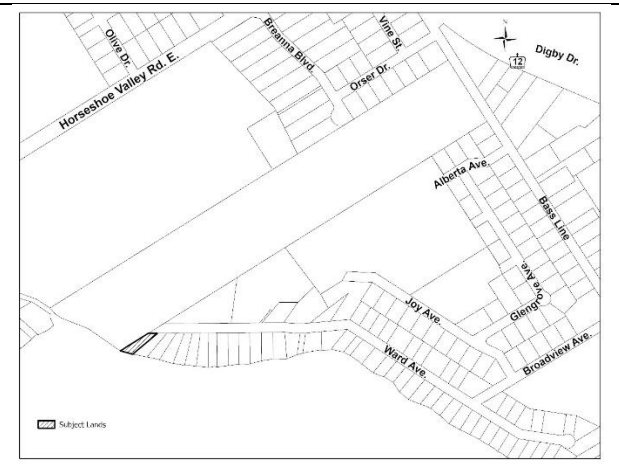 Olive Dr.
Breanna Blvd.
Vine St.
N
12
Digby Dr.
Horseshoe Valley Rd. E.
Orser Dr.
Alberta Ave.
Bass Line
Glengrove Ave
Joy Ave.
Ward Ave.
Broadview Ave.
Subject Lands